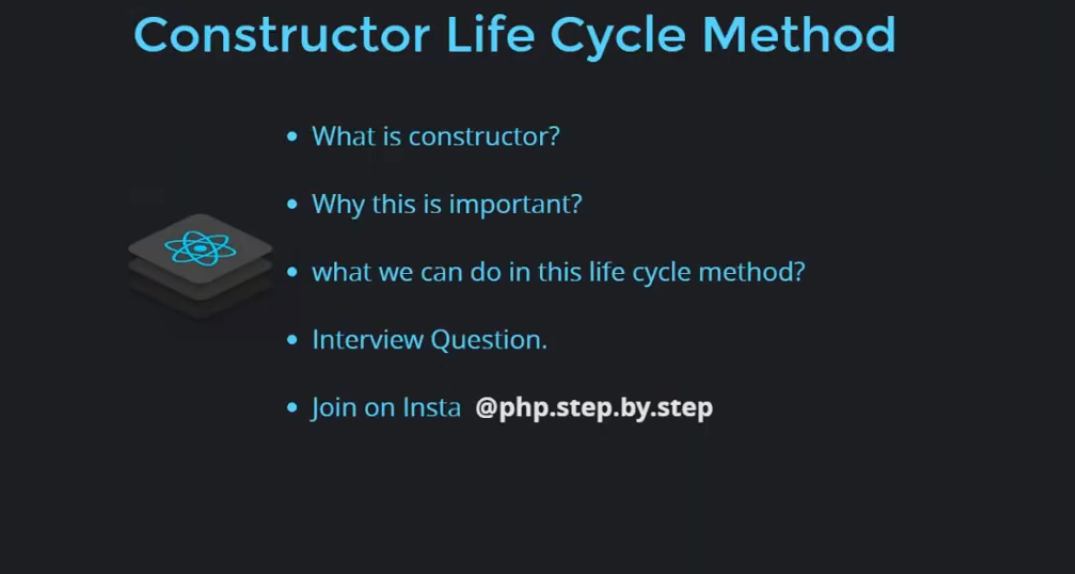 Constructor Life Cycle Method
• What is constructor?
• Why this is important?
• what we can do in this life cycle method?
• Interview Question.
• Join on Insta @php.step.by.step